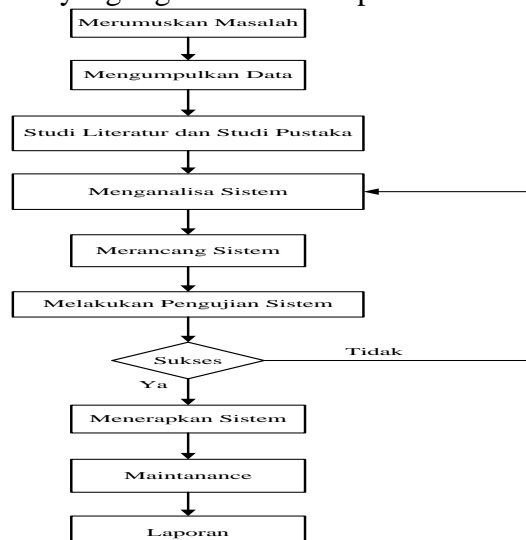 Merumuskan Masalah
Mengumpulkan Data
Studi Literatur dan Studi Pustaka
Menganalisa Sistem
Merancang Sistem
Melakukan Pengujian Sistem
Sukses
Tidak
Ya
Menerapkan Sistem
Maintanance
Laporan